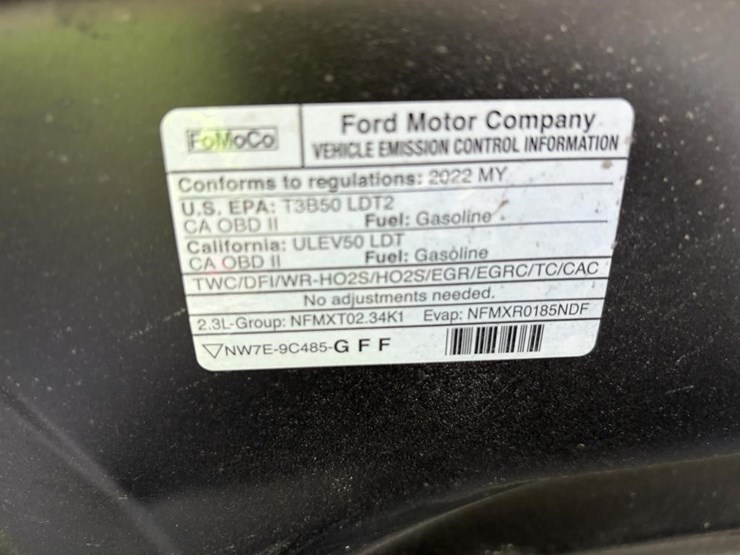 FoMoCo
Ford Motor Company
VEHICLE EMISSION CONTROL INFORMATION
Conforms to regulations: 2022 MY
U.S. EPA: T3B50 LDT2
CA OBD II Fuel: Gasoline
California: ULEV50 LDT
CA OBD II Fuel: Gasoline
TWC/DFI/WR-HO2S/HO2S/EGR/EGRC/TC/CAC
No adjustments needed.
2.3L-Group: NFMXT02.34K1 Evap: NFMXR0185NDF
NW7E-9C485-G F F